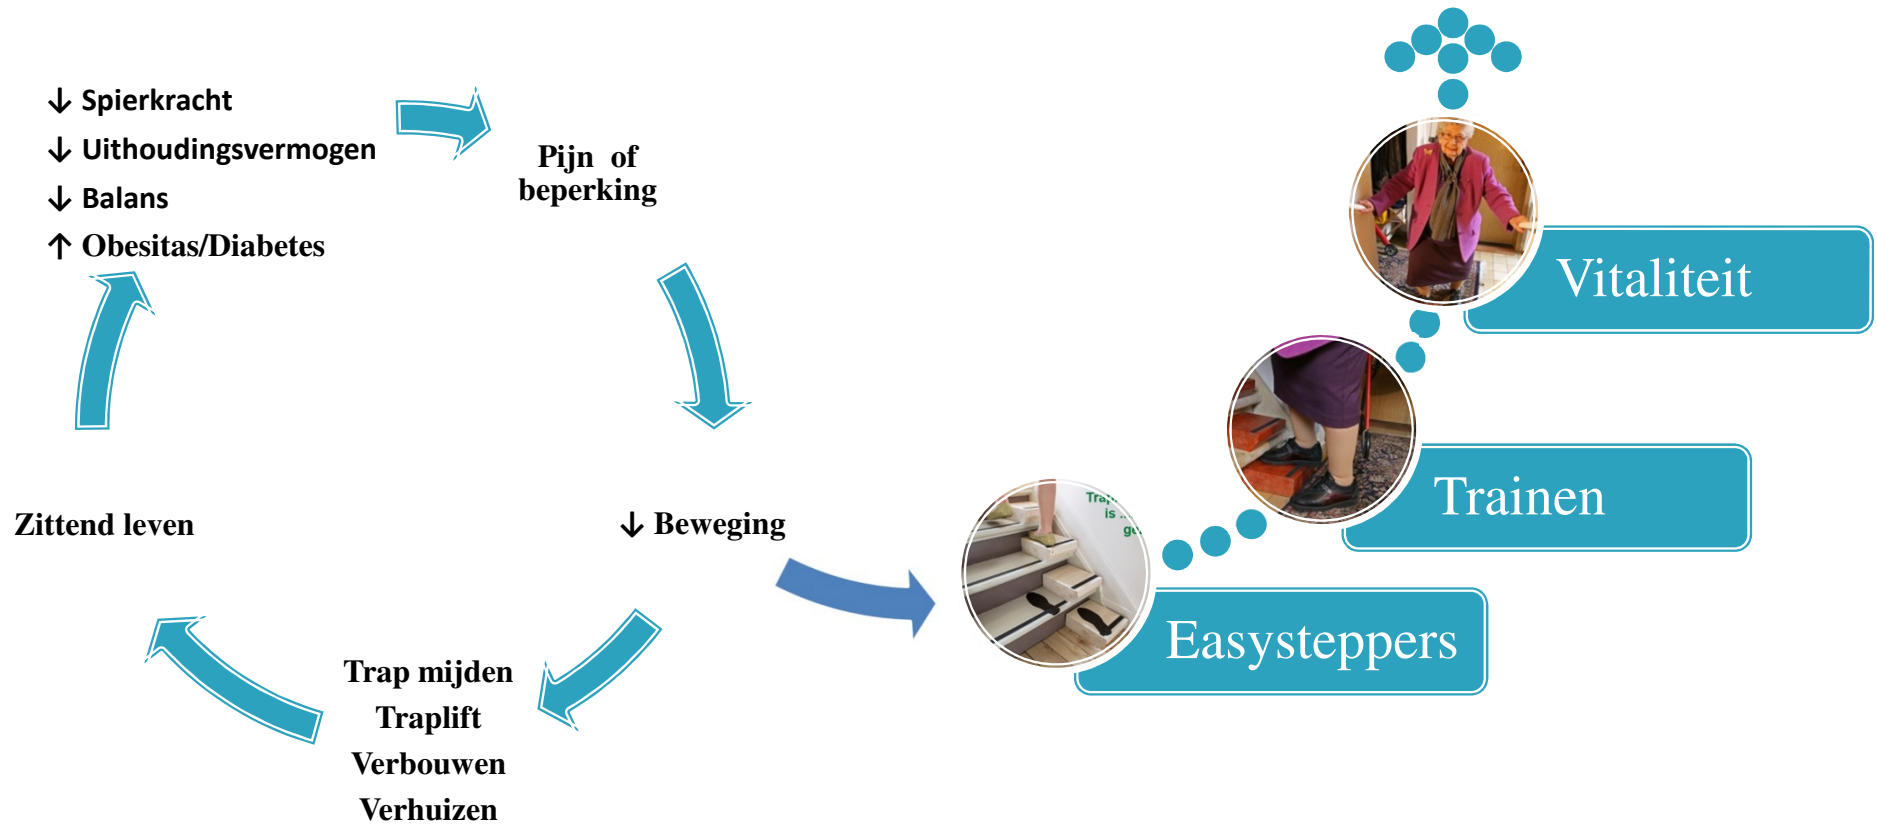 ↓ Spierkracht
↓ Uithoudingsvermogen
↓ Balans
↑ Obesitas/Diabetes
Pijn of
beperking
↓ Beweging
Trap mijden
Traplift
Verbouwen
Verhuizen
Zittend leven
Vitaliteit
Trainen
Easysteppers
is